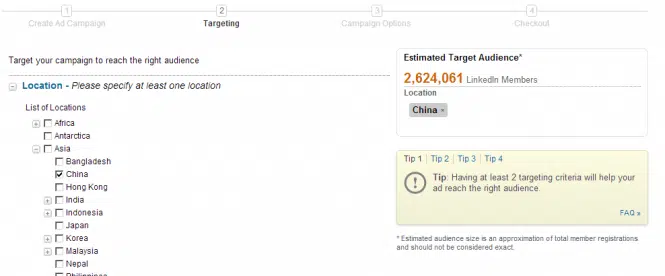 1 2 3 4
Create Ad Campaign Targeting Campaign Options Checkout
Target your campaign to reach the right audience
Location - Please specify at least one location
List of Locations
Africa
Antarctica
Asia
Bangladesh
China
Hong Kong
India
Indonesia
Japan
Korea
Malaysia
Nepal
Philippines
Estimated Target Audience*
2,624,061 LinkedIn Members
Location
China
Tip 1 | Tip 2 | Tip 3 | Tip 4
Tip: Having at least 2 targeting criteria will help your
ad reach the right audience.
FAQ »
* Estimated audience size is an approximation of total member registrations
and should not be considered exact.